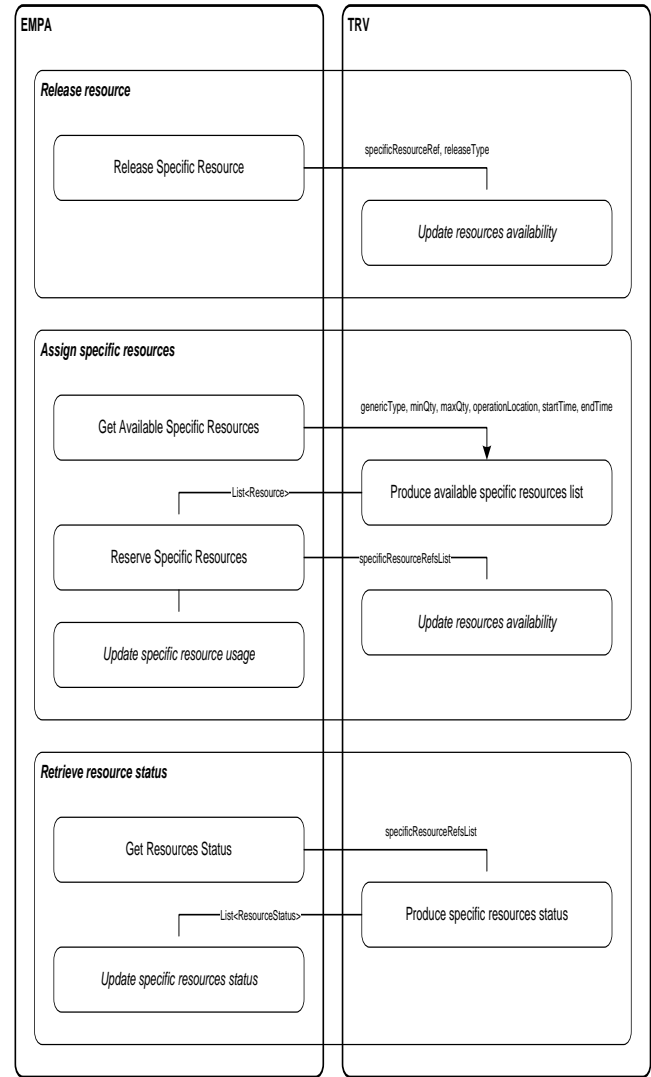 EMPA
TRV
Release resource
specificResourceRef, releaseType
Release Specific Resource
Update resources availability
Assign specific resources
genericType, minQty, maxQty, operationLocation, startTime, endTime
Get Available Specific Resources
List<Resource>
Produce available specific resources list
Reserve Specific Resources
specificResourceRefsList
Update resources availability
Update specific resource usage
Retrieve resource status
specificResourceRefsList
Get Resources Status
List<ResourceStatus>
Produce specific resources status
Update specific resources status